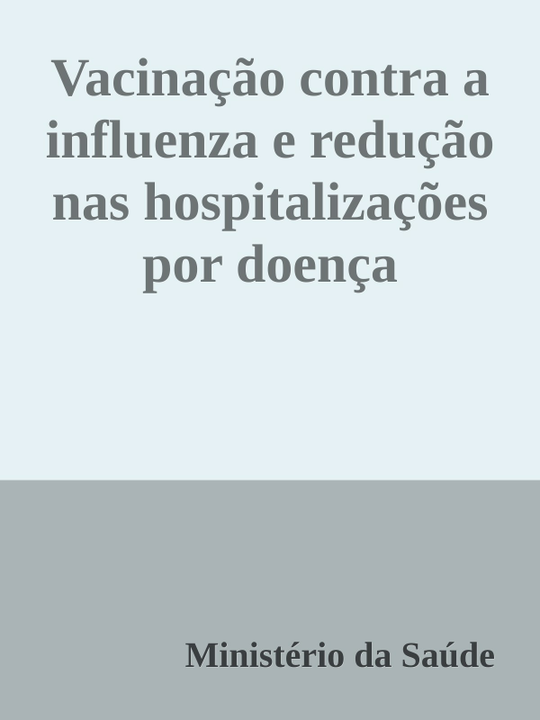 Vacinação contra a
influenza e redução
nas hospitalizações
por doença
Ministério da Saúde